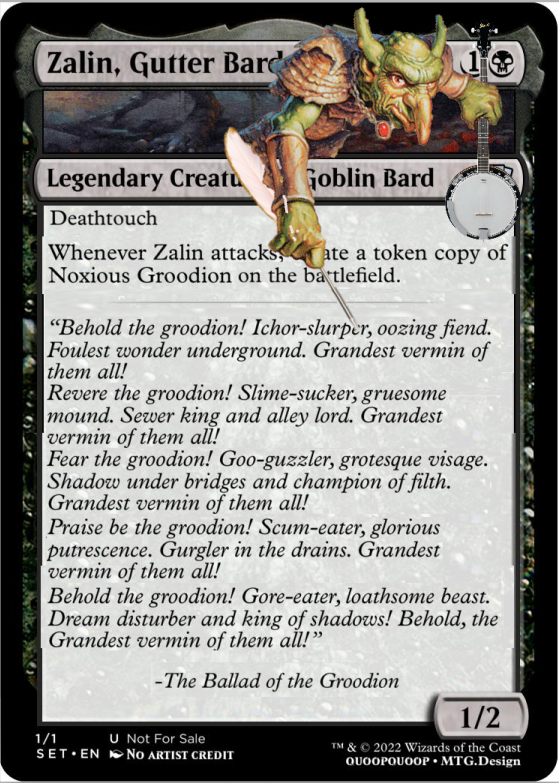 Zalin, Gutter Bard 1
Legendary Creatu Goblin Bard
Deathtouch
Whenever Zalin attacks, ate a token copy of
Noxious Groodion on the battlefield.
“Behold the groodion! Ichor-slurper, oozing fiend.
Foulest wonder underground. Grandest vermin of
them all!
Revere the groodion! Slime-sucker, gruesome
mound. Sewer king and alley lord. Grandest
vermin of them all!
Fear the groodion! Goo-guzzler, grotesque visage.
Shadow under bridges and champion of filth.
Grandest vermin of them all!
Praise be the groodion! Scum-eater, glorious
putrescence. Gurgler in the drains. Grandest
vermin of them all!
Behold the groodion! Gore-eater, loathsome beast.
Dream disturber and king of shadows! Behold, the
Grandest vermin of them all!”
-The Ballad of the Groodion
1/2
1/1 U Not For Sale
SET • EN No artist credit
™ & © 2022 Wizards of the Coast
OUOOPOUOOP • MTG.Design